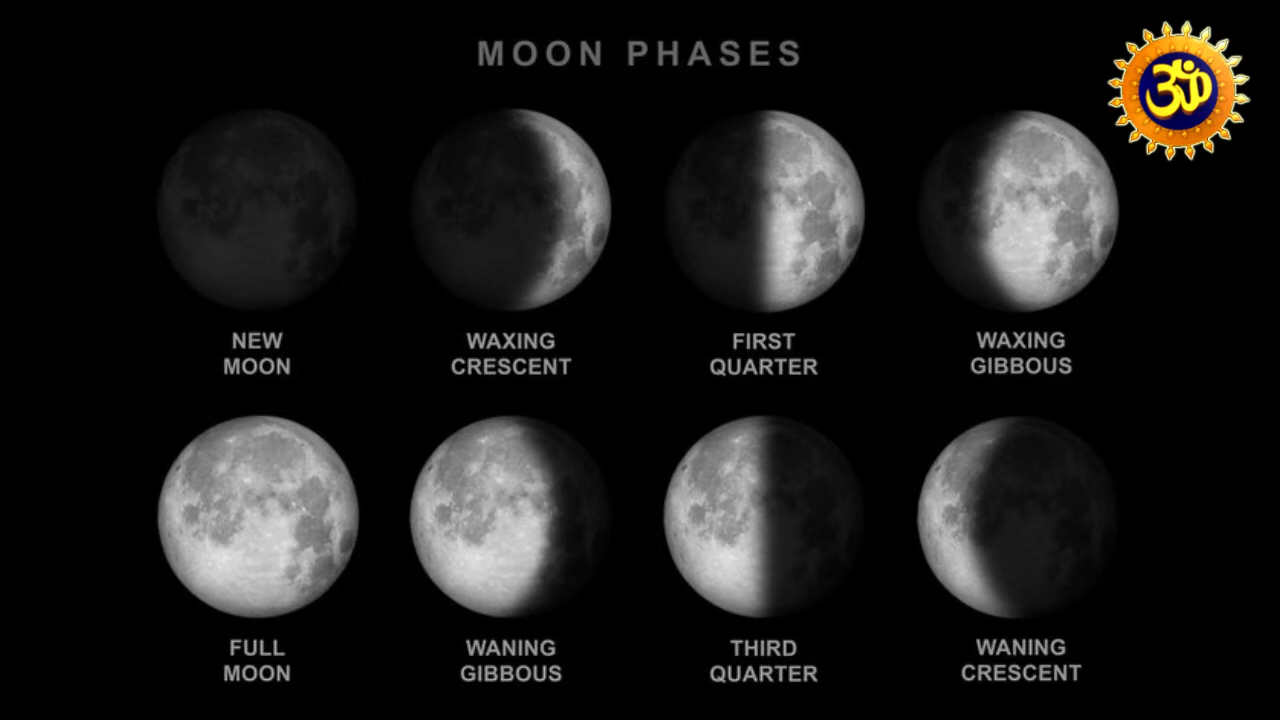 MOON PHASES
ॐ
NEW
MOON
WAXING
CRESCENT
FIRST
QUARTER
WAXING
GIBBOUS
FULL
MOON
WANING
GIBBOUS
THIRD
QUARTER
WANING
CRESCENT